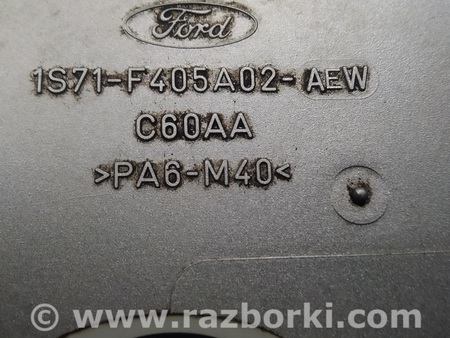 Ford
1S71-F405A02-AEW
C60AA
>PA6-M40<
© www.razborki.com